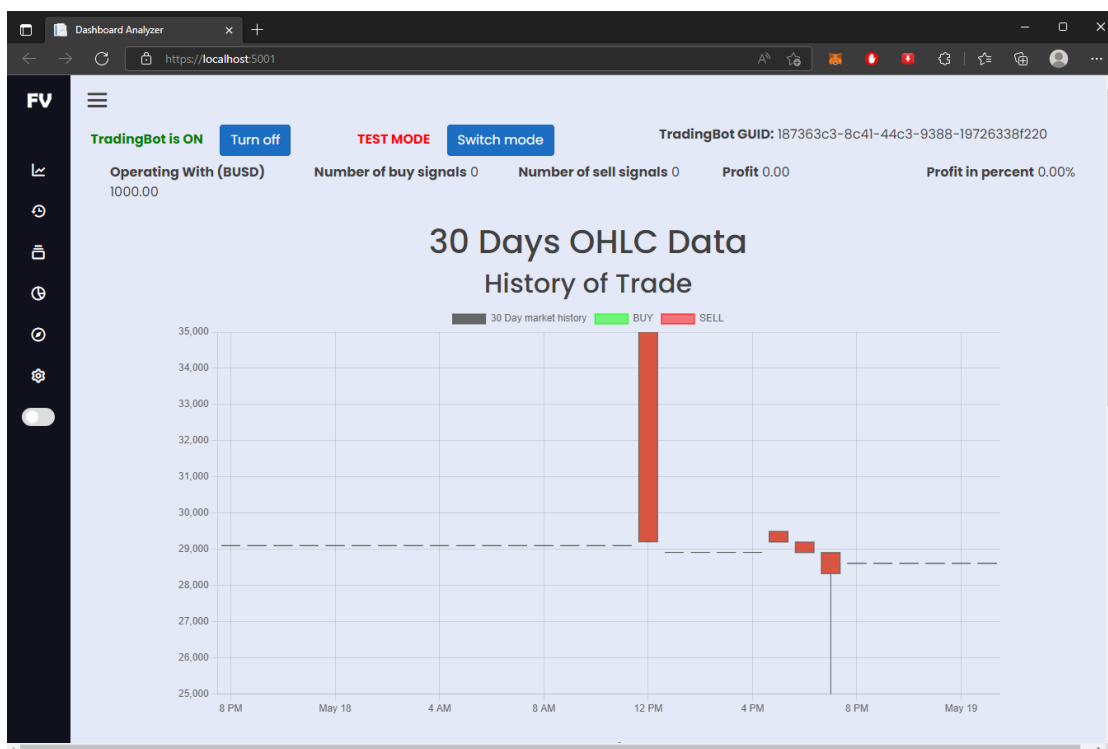 Dashboard Analyzer
https://localhost:5001
FV
TradingBot is ON Turn off TEST MODE Switch mode TradingBot GUID: 187363c3-8c41-44c3-9388-19726338f220
Operating With (BUSD) Number of buy signals 0 Number of sell signals 0 Profit 0.00 Profit in percent 0.00%
1000.00
30 Days OHLC Data
History of Trade
30 Day market history BUY SELL
35,000
34,000
33,000
32,000
31,000
30,000
29,000
28,000
27,000
26,000
25,000
8 PM May 18 4 AM 8 AM 12 PM 4 PM 8 PM May 19